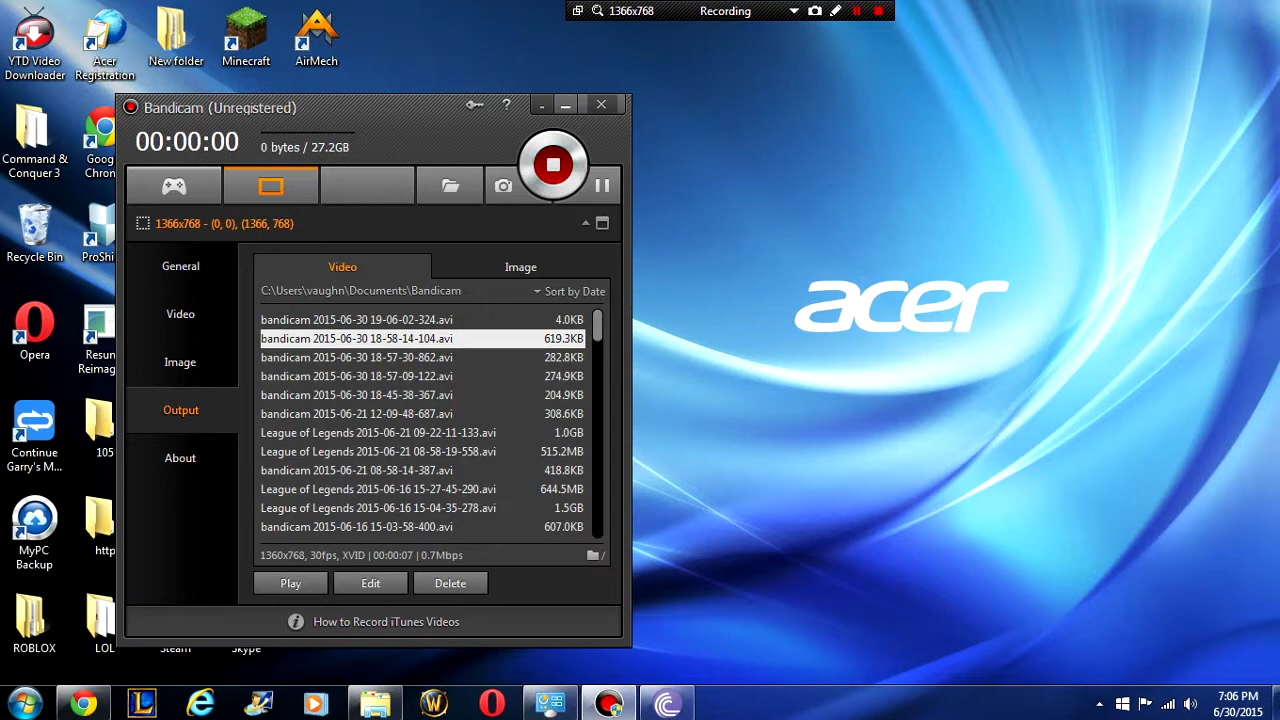 1366x768
Recording
YTD Video
Downloader
Acer
Registration
New folder
Minecraft
AirMech
Command &
Conquer 3
Goog
Chron
Recycle Bin
ProShi
Opera
Resun
Reimag
Continue
Garry's M...
105
MyPC
Backup
http
ROBLOX
LOL
Steam
Skype
Bandicam (Unregistered)
?
00:00:00
0 bytes / 27.2GB
1366x768 - (0, 0), (1366, 768)
General
Video
Image
Output
About
Video
Image
C:\Users\vaughn\Documents\Bandicam
Sort by Date
bandicam 2015-06-30 19-06-02-324.avi 4.0KB
bandicam 2015-06-30 18-58-14-104.avi 619.3KB
bandicam 2015-06-30 18-57-30-862.avi 282.8KB
bandicam 2015-06-30 18-57-09-122.avi 274.9KB
bandicam 2015-06-30 18-45-38-367.avi 204.9KB
bandicam 2015-06-21 12-09-48-687.avi 308.6KB
League of Legends 2015-06-21 09-22-11-133.avi 1.0GB
League of Legends 2015-06-21 08-58-19-558.avi 515.2MB
bandicam 2015-06-21 08-58-14-387.avi 418.8KB
League of Legends 2015-06-16 15-27-45-290.avi 644.5MB
League of Legends 2015-06-16 15-04-35-278.avi 1.5GB
bandicam 2015-06-16 15-03-58-400.avi 607.0KB
1360x768, 30fps, XVID | 00:00:07 | 0.7Mbps
/
Play
Edit
Delete
How to Record iTunes Videos
acer
7:06 PM
6/30/2015